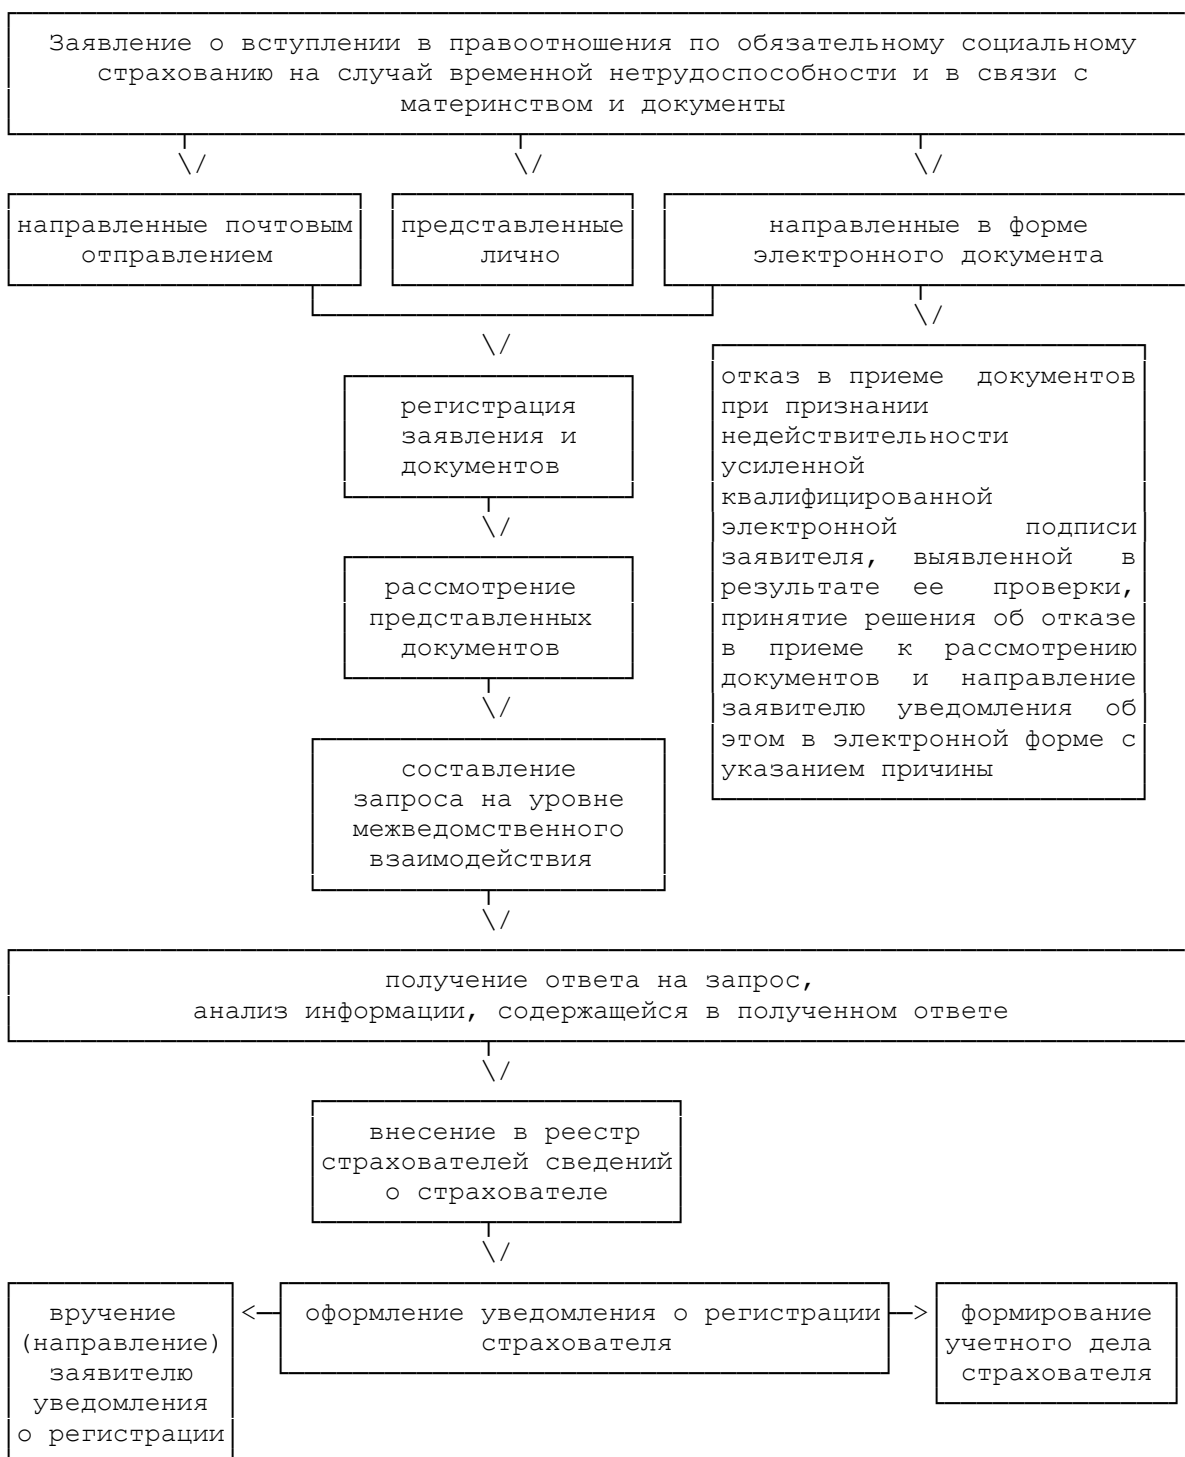 Заявление о вступлении в правоотношения по обязательному социальному
страхованию на случай временной нетрудоспособности и в связи с
материнством и документы
направленные почтовым
отправлением
представленные
лично
направленные в форме
электронного документа
регистрация
заявления и
документов
отказ в приеме документов
при признании
недействительности
усиленной
квалифицированной
электронной подписи
заявителя, выявленной в
результате ее проверки,
принятие решения об отказе
в приеме к рассмотрению
документов и направление
заявителю уведомления об
этом в электронной форме с
указанием причины
рассмотрение
представленных
документов
составление
запроса на уровне
межведомственного
взаимодействия
получение ответа на запрос,
анализ информации, содержащейся в полученном ответе
внесение в реестр
страхователей сведений
о страхователе
вручение
(направление)
заявителю
уведомления
о регистрации
оформление уведомления о регистрации
страхователя
формирование
учетного дела
страхователя